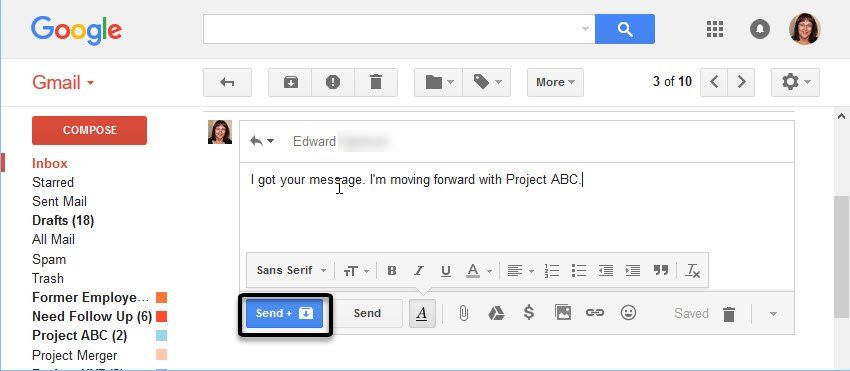 Google
Gmail
More
3 of 10
COMPOSE
Inbox
Starred
Sent Mail
Drafts (18)
All Mail
Spam
Trash
Former Employe...
Need Follow Up (6)
Project ABC (2)
Project Merger
Edward
I got your message. I'm moving forward with Project ABC.
Sans Serif
B I U A
Send +
Send
A
$
Saved